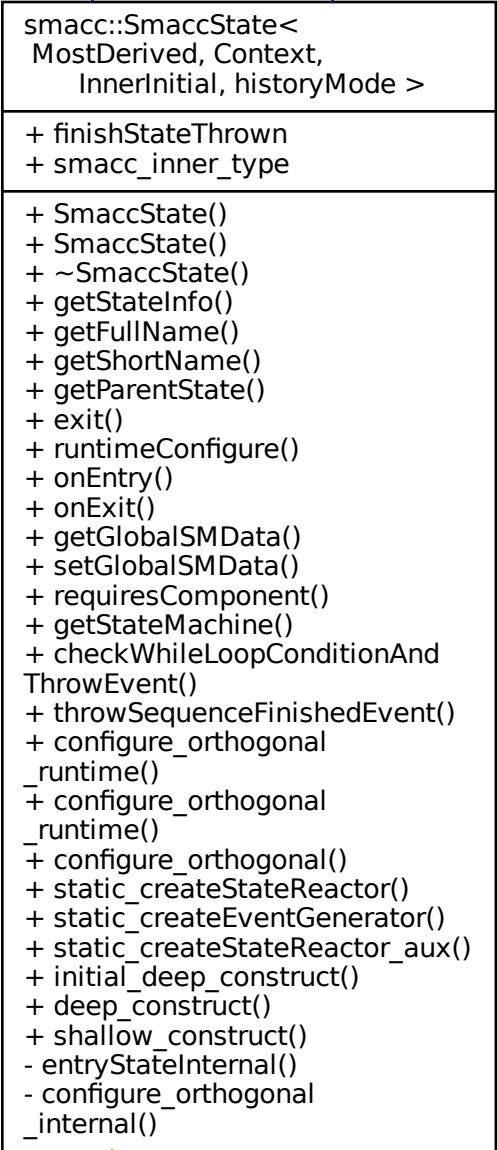 smacc::SmaccState<
MostDerived, Context,
InnerInitial, historyMode >
+ finishStateThrown
+ smacc_inner_type
+ SmaccState()
+ SmaccState()
+ ~SmaccState()
+ getStateInfo()
+ getFullName()
+ getShortName()
+ getParentState()
+ exit()
+ runtimeConfigure()
+ onEntry()
+ onExit()
+ getGlobalSMData()
+ setGlobalSMData()
+ requiresComponent()
+ getStateMachine()
+ checkWhileLoopConditionAnd
ThrowEvent()
+ throwSequenceFinishedEvent()
+ configure_orthogonal
_runtime()
+ configure_orthogonal
_runtime()
+ configure_orthogonal()
+ static_createStateReactor()
+ static_createEventGenerator()
+ static_createStateReactor_aux()
+ initial_deep_construct()
+ deep_construct()
+ shallow_construct()
- entryStateInternal()
- configure_orthogonal
_internal()